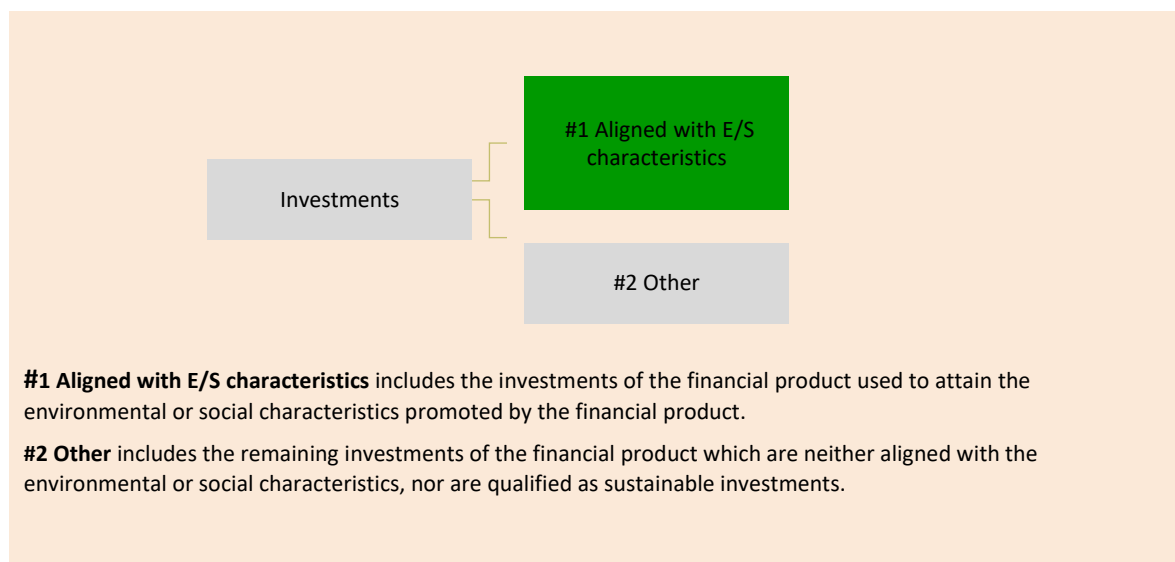 #1 Aligned with E/S
characteristics
Investments
#2 Other
#1 Aligned with E/S characteristics includes the investments of the financial product used to attain the
environmental or social characteristics promoted by the financial product.
#2 Other includes the remaining investments of the financial product which are neither aligned with the
environmental or social characteristics, nor are qualified as sustainable investments.